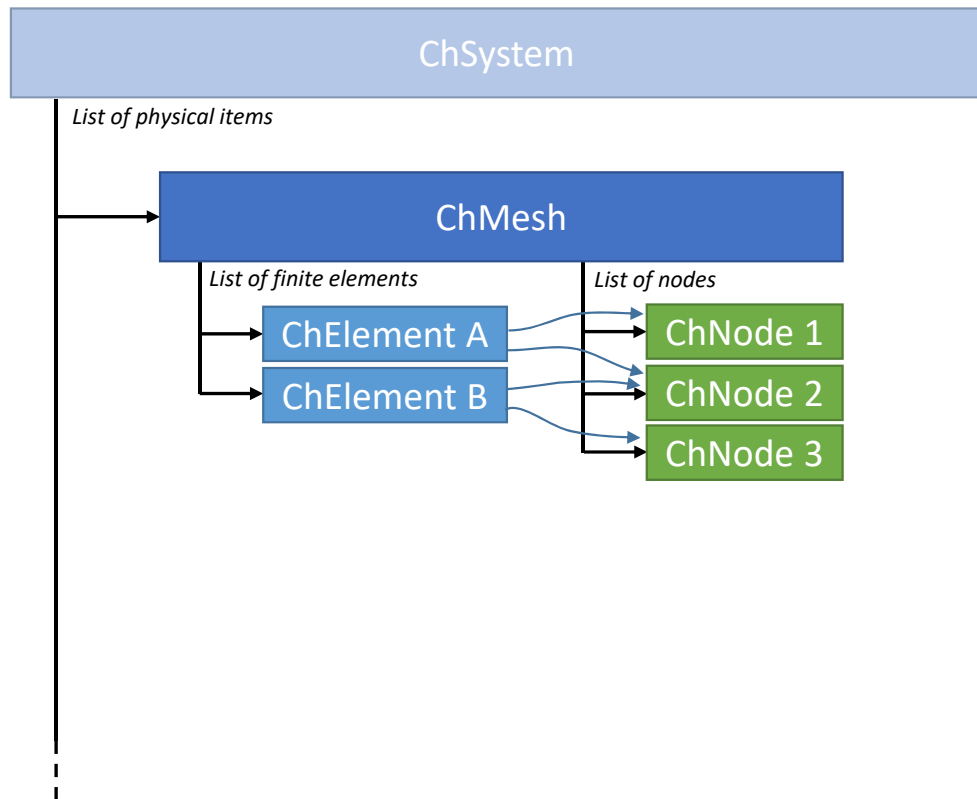 ChSystem
List of physical items
ChMesh
List of finite elements
List of nodes
ChElement A
ChNode 1
ChElement B
ChNode 2
ChNode 3